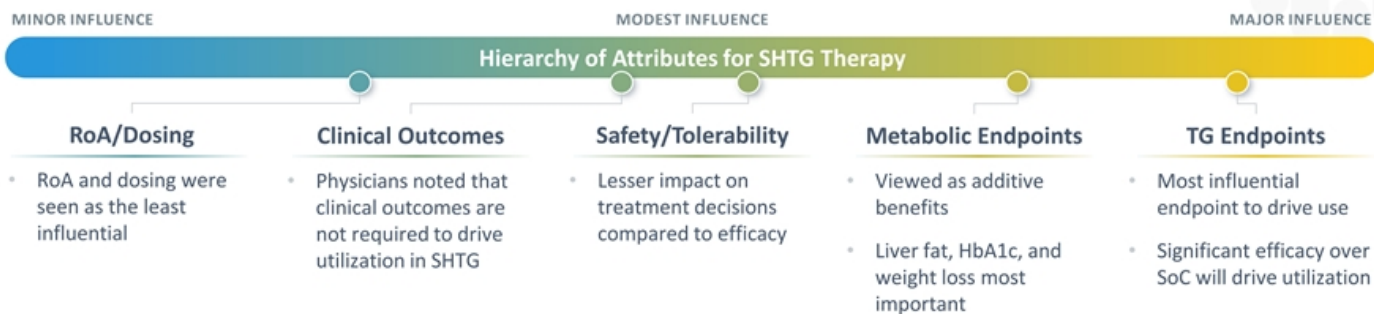 MINOR INFLUENCE
MODEST INFLUENCE
MAJOR INFLUENCE
Hierarchy of Attributes for SHTG Therapy
RoA/Dosing
• RoA and dosing were
seen as the least
influential
Clinical Outcomes
• Physicians noted that
clinical outcomes are
not required to drive
utilization in SHTG
Safety/Tolerability
• Lesser impact on
treatment decisions
compared to efficacy
Metabolic Endpoints
• Viewed as additive
benefits
• Liver fat, HbA1c, and
weight loss most
important
TG Endpoints
• Most influential
endpoint to drive use
• Significant efficacy over
SoC will drive utilization